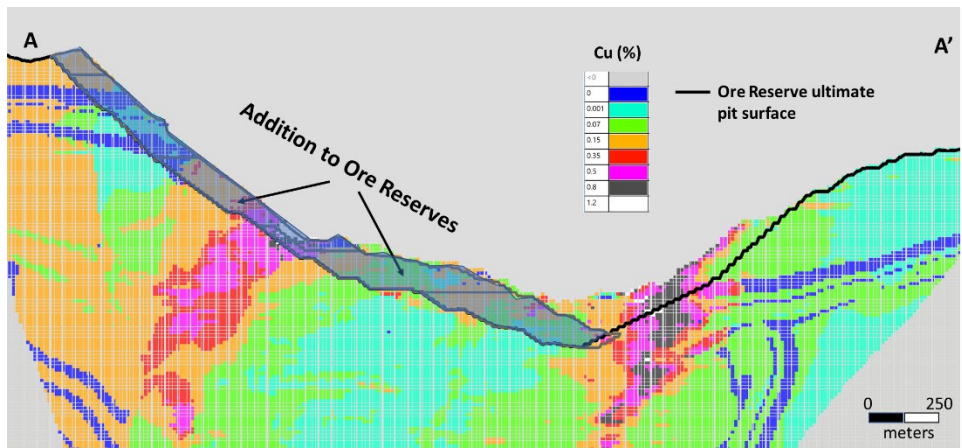 A
A'
Cu (%)
<0
0
0.001
0.07
0.15
0.35
0.5
0.8
1.2
Ore Reserve ultimate
pit surface
Addition to Ore Reserves
0 250
meters